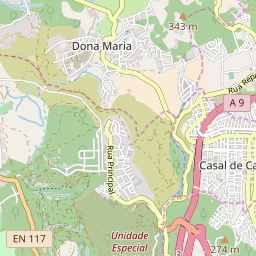 343 m
Dona Maria
Rua Repú
A 9
Rua Principal
Casal de Ca
EN 117
Unidade
Especial
274 m